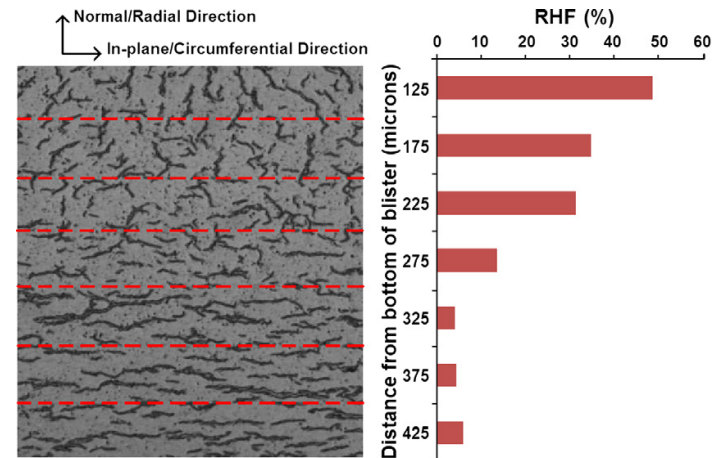 Normal/Radial Direction
In-plane/Circumferential Direction
RHF (%)
0 10 20 30 40 50 60
Distance from bottom of blister (microns)
125
175
225
275
325
375
425